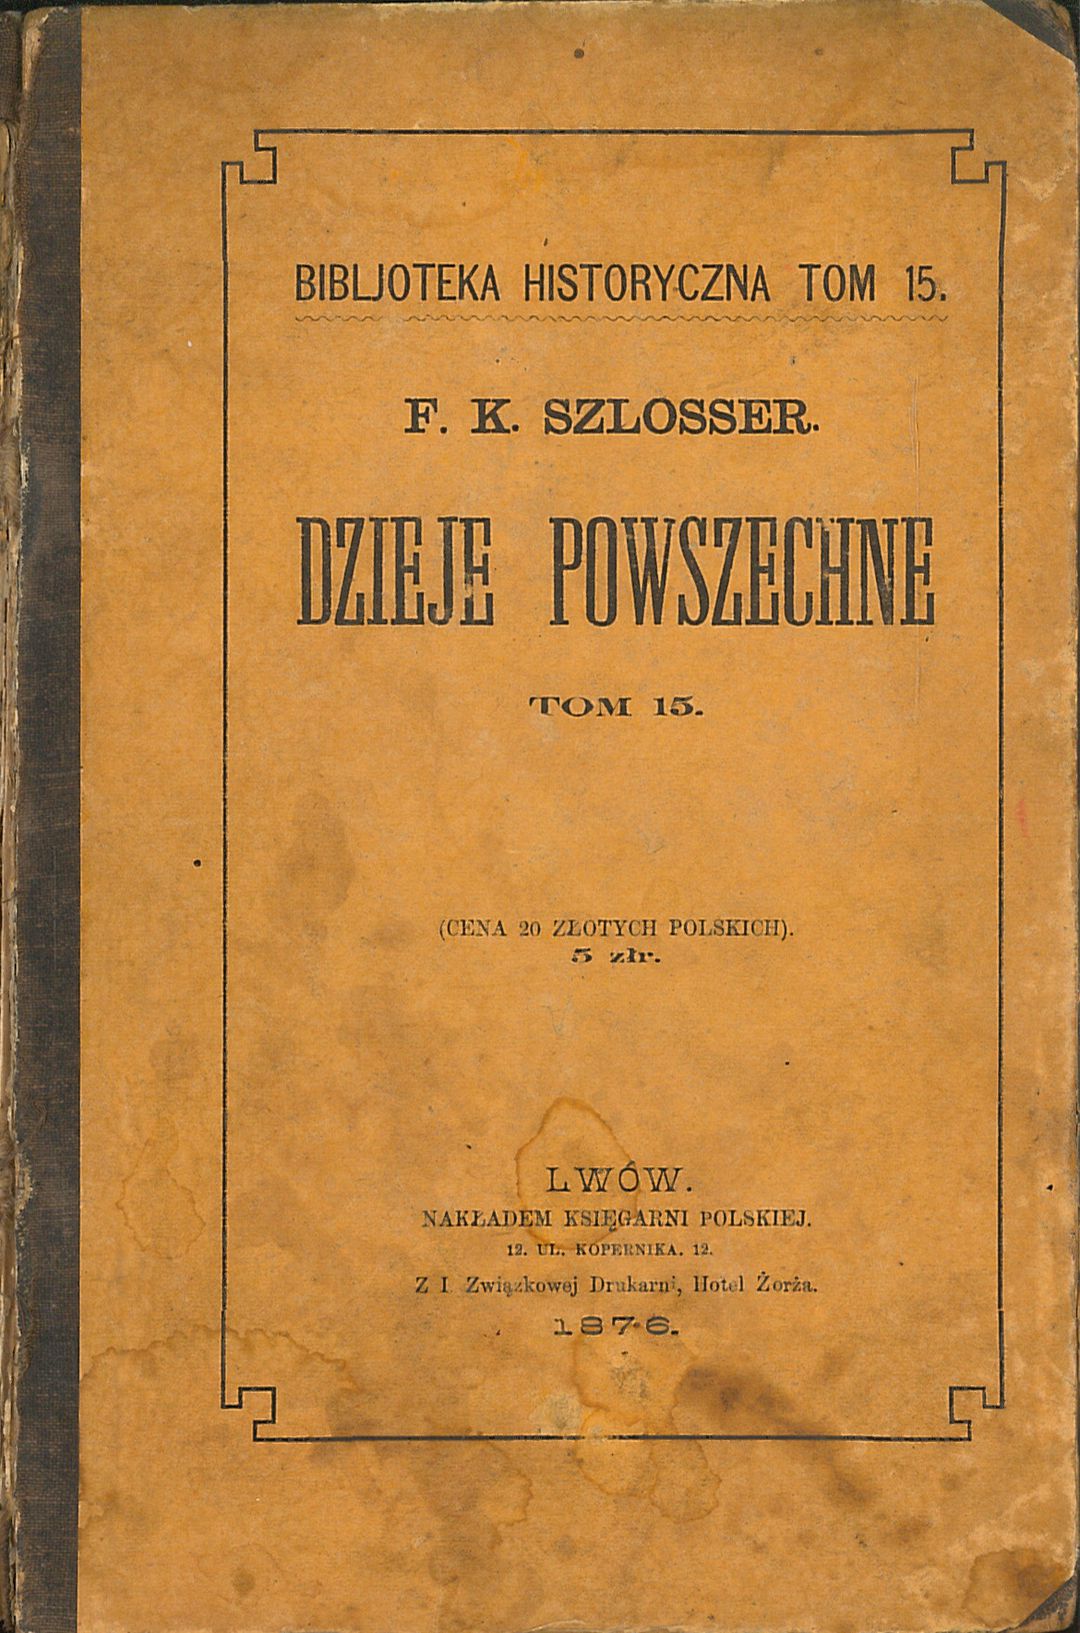 BIBLJOTEKA HISTORYCZNA TOM 15.
F. K. SZLOSSER.
DZIEJE POWSZECHNE
TOM 15.
(CENA 20 ZŁOTYCH POLSKICH).
5 złr.
LWÓW.
NAKŁADEM KSIĘGARNI POLSKIEJ.
12. UL. KOPERNIKA. 12.
Z I Związkowej Drukarni, Hotel Żorża.
1876.